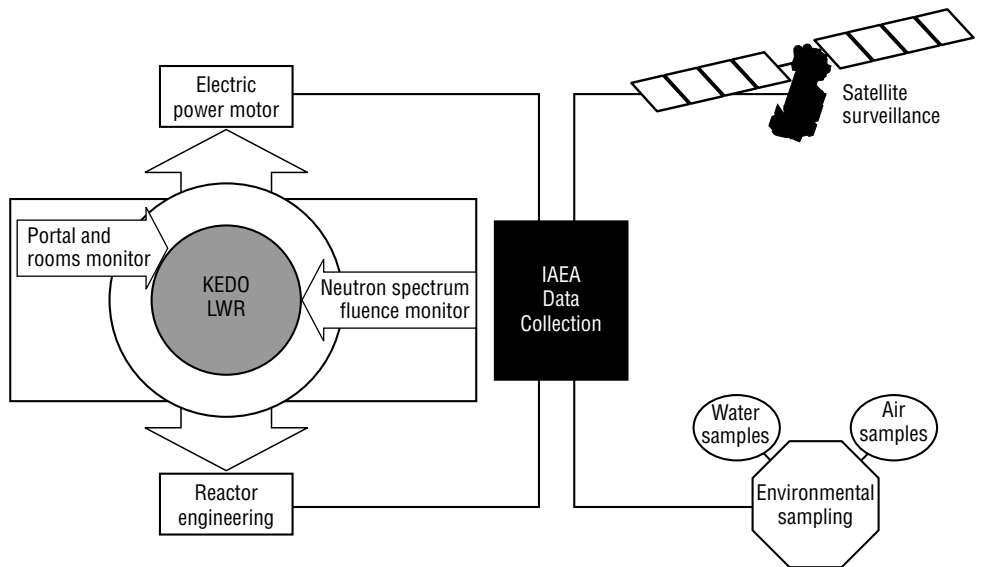 Electric
power motor
Satellite
surveillance
Portal and
rooms monitor
KEDO
LWR
Neutron spectrum
fluence monitor
IAEA
Data
Collection
Water
samples
Air
samples
Reactor
engineering
Environmental
sampling